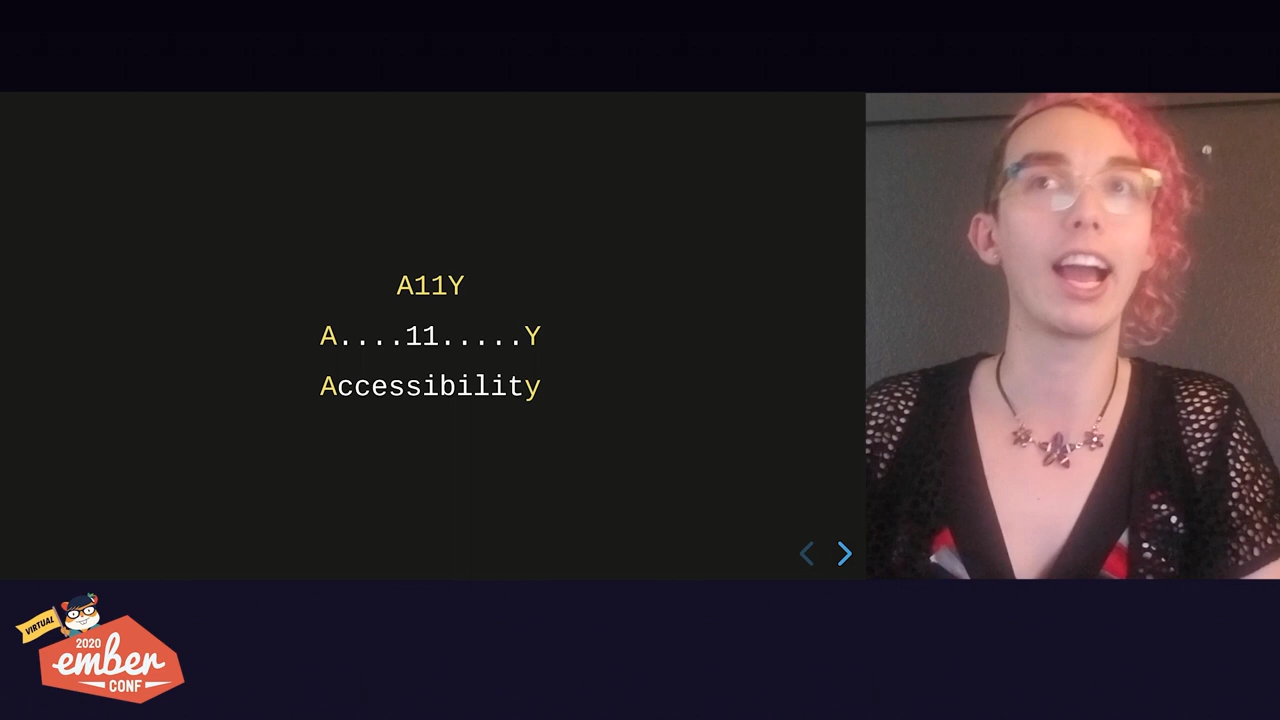 A11Y
A....11.....Y
Accessibility
VIRTUAL
2020
ember
CONF